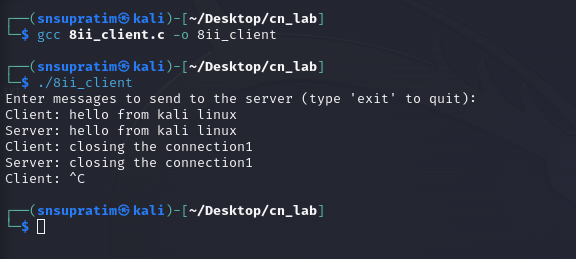 ┌──(snsupratim㉿kali)-[~/Desktop/cn_lab]
└─$ gcc 8ii_client.c -o 8ii_client
┌──(snsupratim㉿kali)-[~/Desktop/cn_lab]
└─$ ./8ii_client
Enter messages to send to the server (type 'exit' to quit):
Client: hello from kali linux
Server: hello from kali linux
Client: closing the connection1
Server: closing the connection1
Client: ^C
┌──(snsupratim㉿kali)-[~/Desktop/cn_lab]
└─$